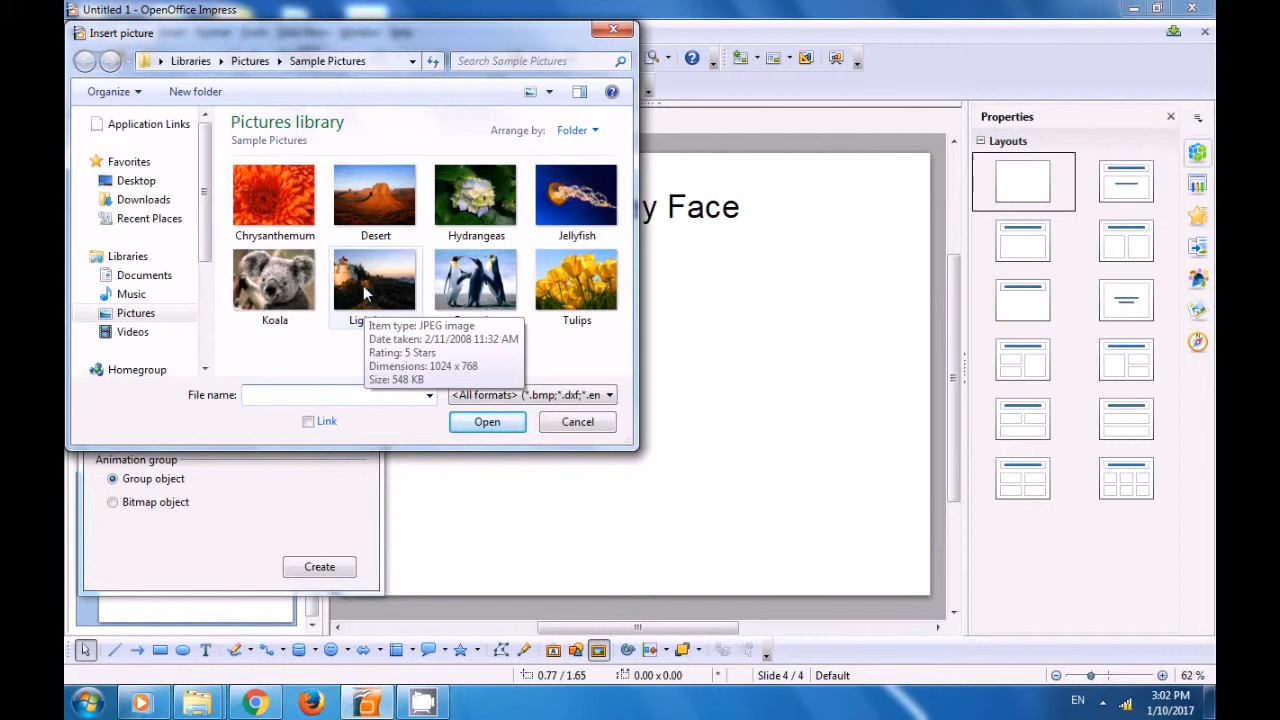 Untitled 1 - OpenOffice Impress
Insert picture
Libraries
Pictures
Sample Pictures
Search Sample Pictures
Organize
New folder
Application Links
Favorites
Desktop
Downloads
Recent Places
Libraries
Documents
Music
Pictures
Videos
Homegroup
Pictures library
Sample Pictures
Arrange by: Folder
Chrysanthemum
Desert
Hydrangeas
Jellyfish
Koala
Tulips
Item type: JPEG image
Date taken: 2/11/2008 11:32 AM
Rating: 5 Stars
Dimensions: 1024 x 768
Size: 548 KB
File name:
<All formats> (*.bmp;*.dxf;*.en
Link
Open
Cancel
y Face
Properties
Layouts
Animation group
Group object
Bitmap object
Create
0.77 / 1.65
0.00 x 0.00
*
Slide 4 / 4
Default
62 %
EN
3:02 PM
1/10/2017